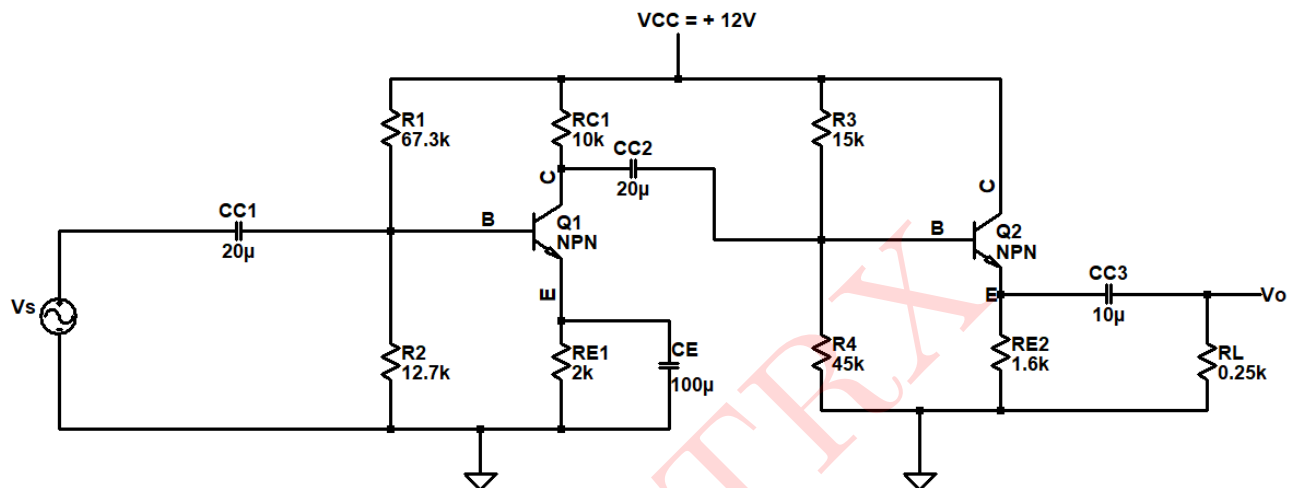 VCC = + 12V
R1
67.3k
RC1
10k
R3
15k
CC2
20µ
C
C
CC1
20µ
B
Q1
NPN
B
Q2
NPN
E
E
CC3
10µ
Vo
Vs
R2
12.7k
RE1
2k
CE
100µ
R4
45k
RE2
1.6k
RL
0.25k
TRX